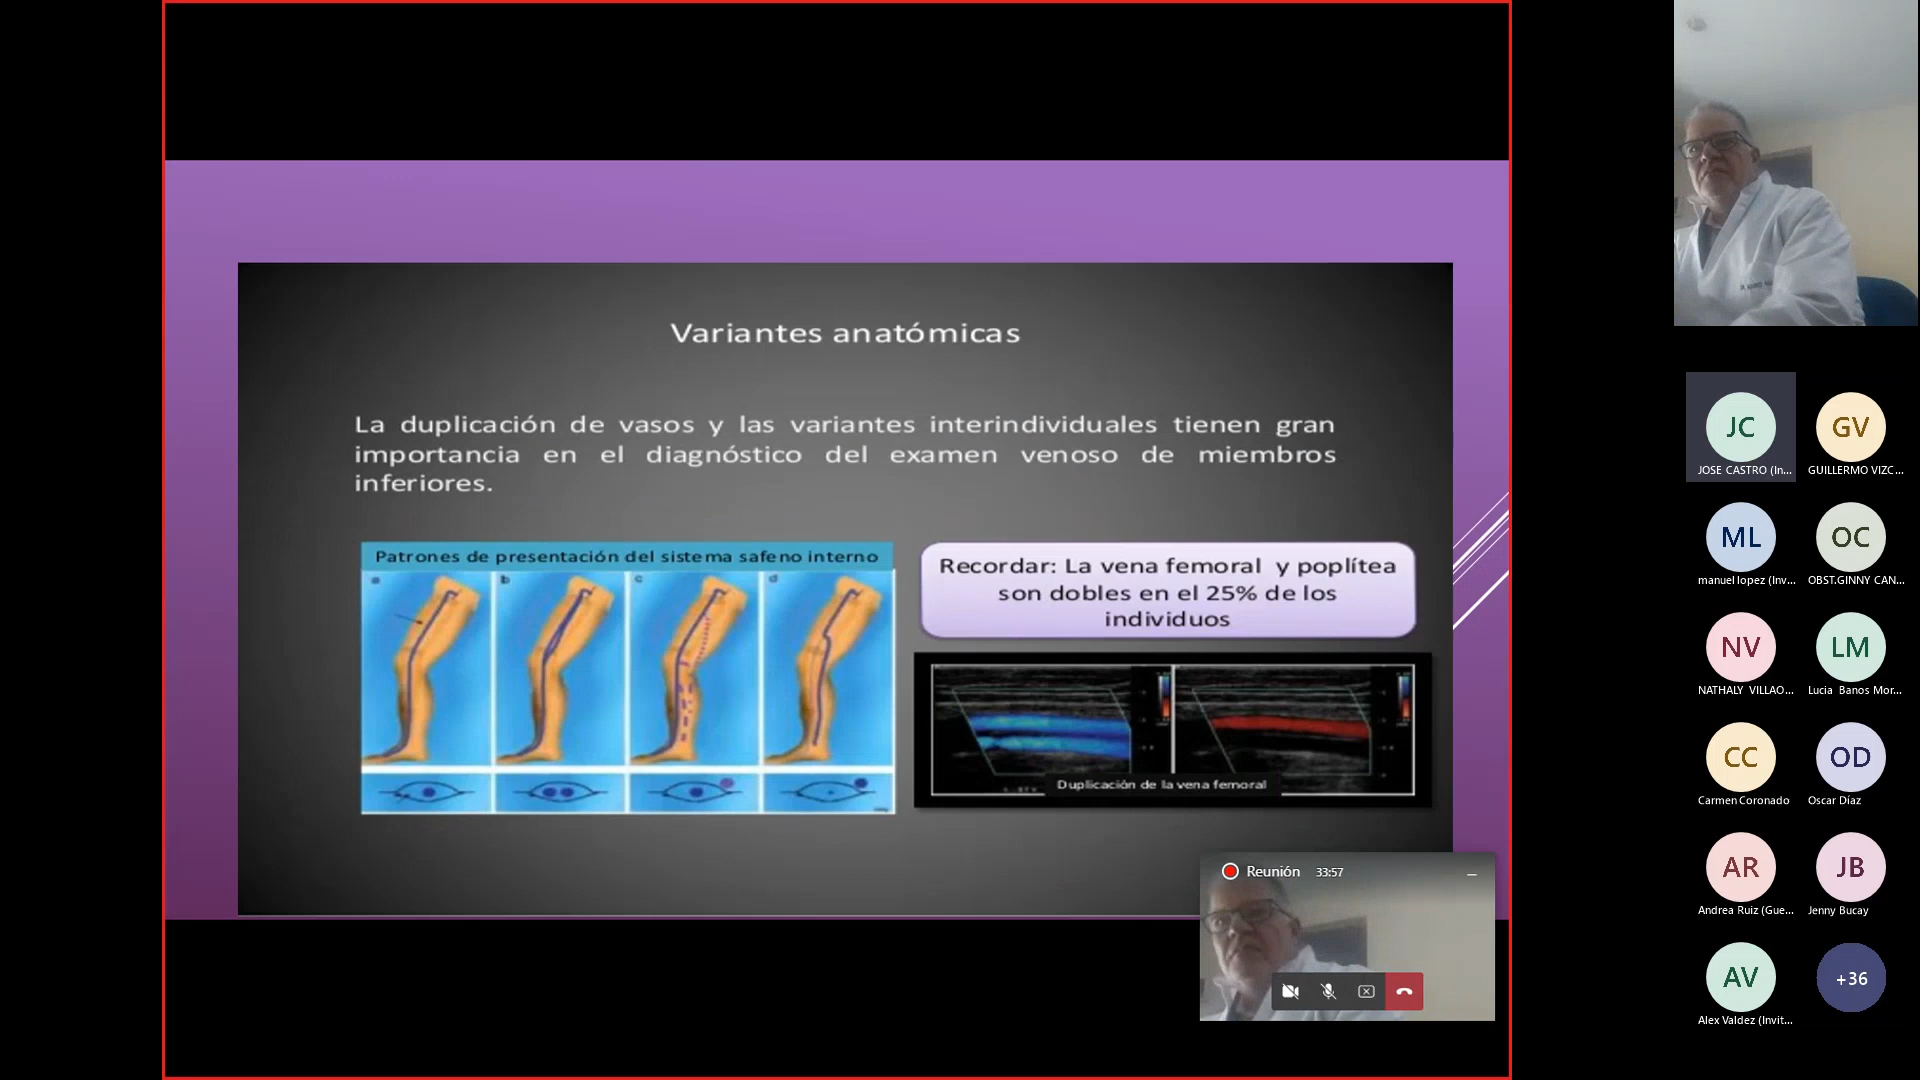 Variantes anatómicas
La duplicación de vasos y las variantes interindividuales tienen gran
importancia en el diagnóstico del examen venoso de miembros
inferiores.
Patrones de presentación del sistema safeno interno
a
b
c
d
Recordar: La vena femoral y poplítea
son dobles en el 25% de los
individuos
Duplicación de la vena femoral
Reunión 33:57
JC
JOSE CASTRO (In...
GV
GUILLERMO VIZC...
ML
manuel lopez (Inv...
OC
OBST.GINNY CAN...
NV
NATHALY VILLAO...
LM
Lucia Banos Mor...
CC
Carmen Coronado
OD
Oscar Díaz
AR
Andrea Ruiz (Gue...
JB
Jenny Bucay
AV
Alex Valdez (Invit...
+36